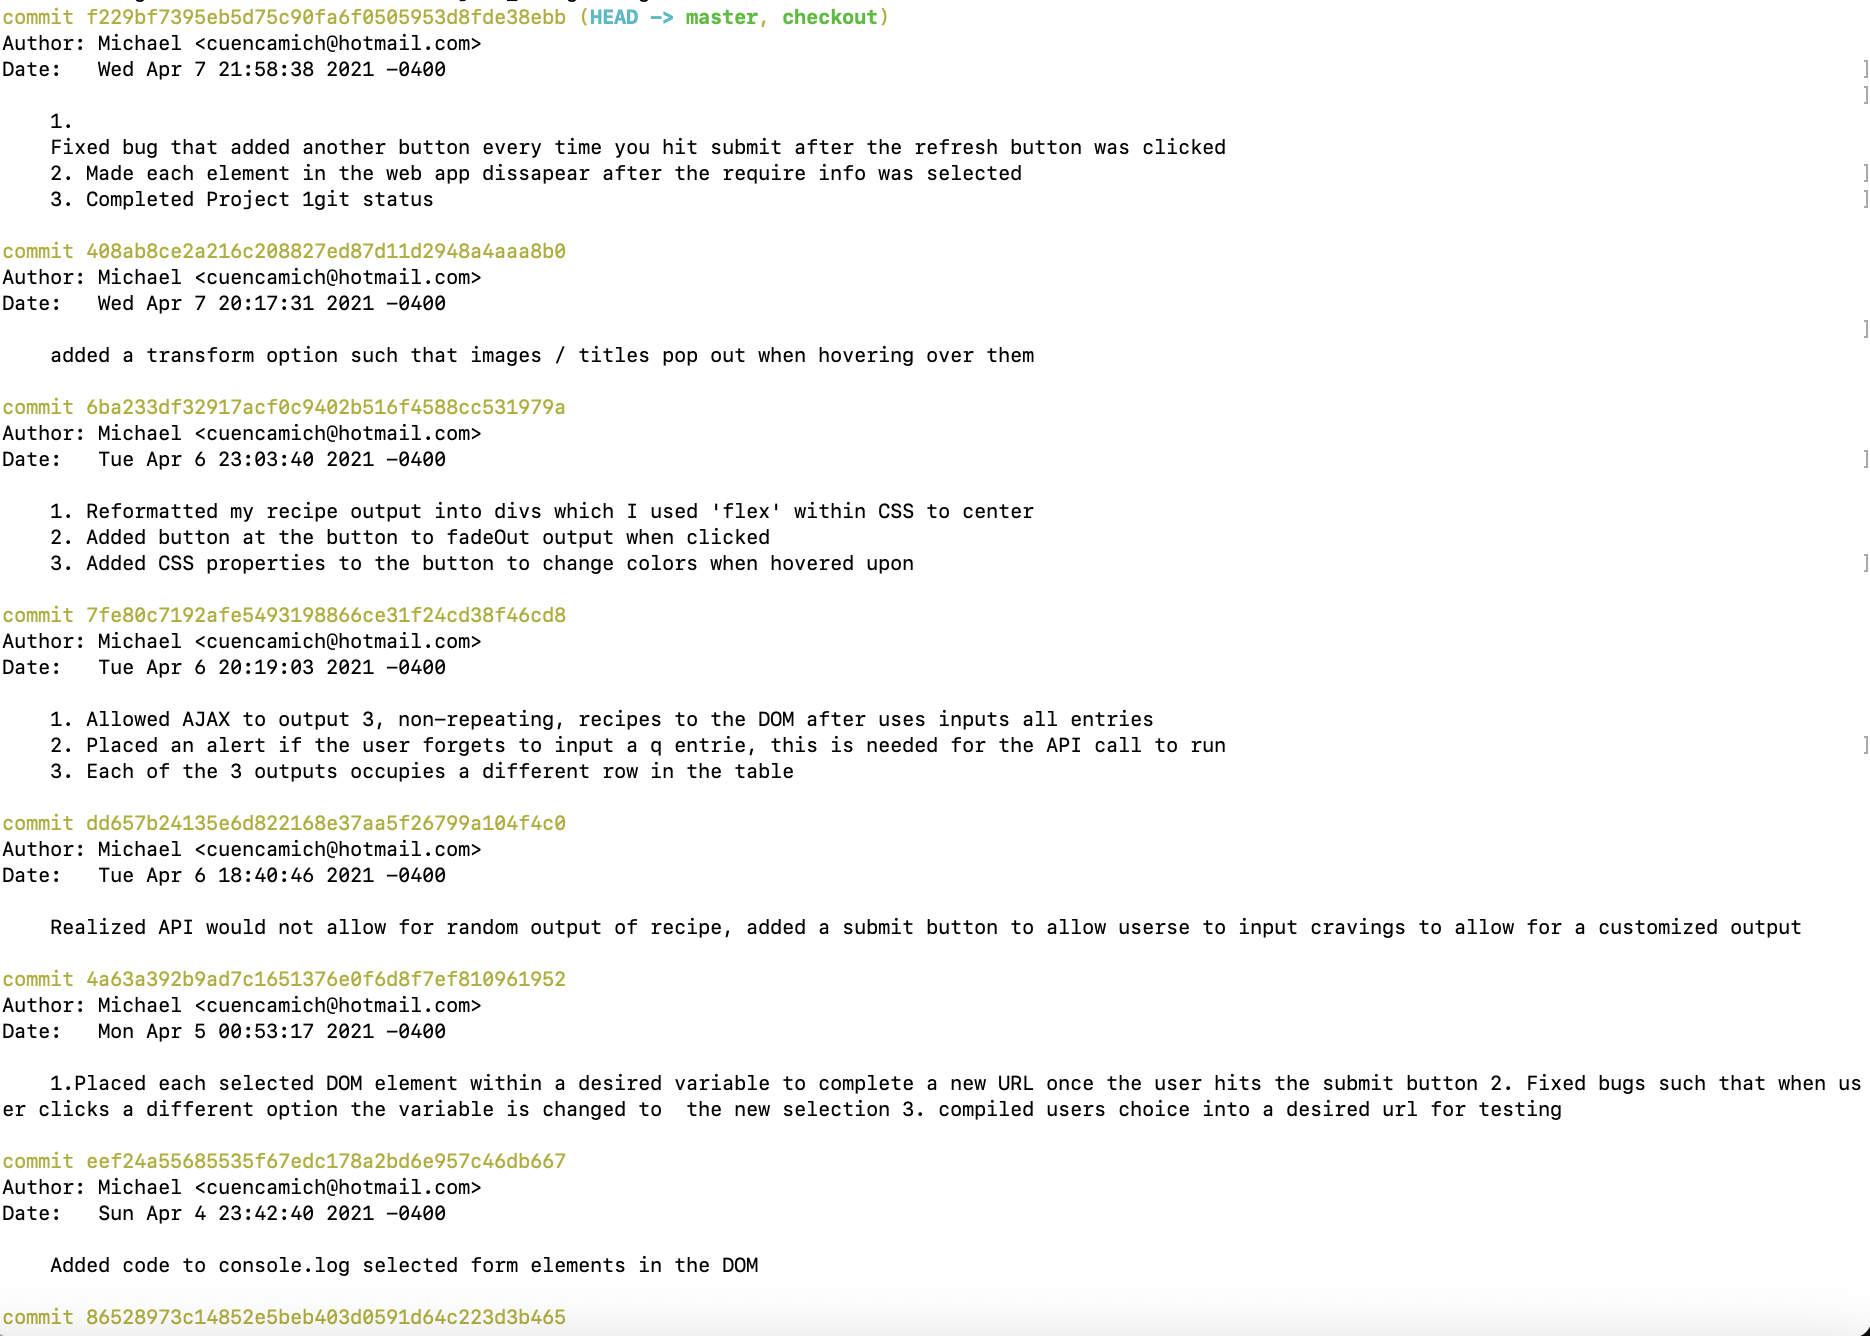 commit f229bf7395eb5d75c90fa6f0505953d8fde38ebb (HEAD -> master, checkout)
Author: Michael <cuencamich@hotmail.com>
Date:   Wed Apr 7 21:58:38 2021 -0400
]
]
    1.
    Fixed bug that added another button every time you hit submit after the refresh button was clicked
    2. Made each element in the web app dissapear after the require info was selected
]
    3. Completed Project 1git status
]
commit 408ab8ce2a216c208827ed87d11d2948a4aaa8b0
Author: Michael <cuencamich@hotmail.com>
Date:   Wed Apr 7 20:17:31 2021 -0400
]
    added a transform option such that images / titles pop out when hovering over them
commit 6ba233df32917acf0c9402b516f4588cc531979a
Author: Michael <cuencamich@hotmail.com>
Date:   Tue Apr 6 23:03:40 2021 -0400
]
    1. Reformatted my recipe output into divs which I used 'flex' within CSS to center
    2. Added button at the button to fadeOut output when clicked
    3. Added CSS properties to the button to change colors when hovered upon
]
commit 7fe80c7192afe5493198866ce31f24cd38f46cd8
Author: Michael <cuencamich@hotmail.com>
Date:   Tue Apr 6 20:19:03 2021 -0400
    1. Allowed AJAX to output 3, non-repeating, recipes to the DOM after uses inputs all entries
    2. Placed an alert if the user forgets to input a q entrie, this is needed for the API call to run
]
    3. Each of the 3 outputs occupies a different row in the table
commit dd657b24135e6d822168e37aa5f26799a104f4c0
Author: Michael <cuencamich@hotmail.com>
Date:   Tue Apr 6 18:40:46 2021 -0400
    Realized API would not allow for random output of recipe, added a submit button to allow userse to input cravings to allow for a customized output
commit 4a63a392b9ad7c1651376e0f6d8f7ef810961952
Author: Michael <cuencamich@hotmail.com>
Date:   Mon Apr 5 00:53:17 2021 -0400
    1.Placed each selected DOM element within a desired variable to complete a new URL once the user hits the submit button 2. Fixed bugs such that when us
er clicks a different option the variable is changed to  the new selection 3. compiled users choice into a desired url for testing
commit eef24a55685535f67edc178a2bd6e957c46db667
Author: Michael <cuencamich@hotmail.com>
Date:   Sun Apr 4 23:42:40 2021 -0400
    Added code to console.log selected form elements in the DOM
commit 86528973c14852e5beb403d0591d64c223d3b465